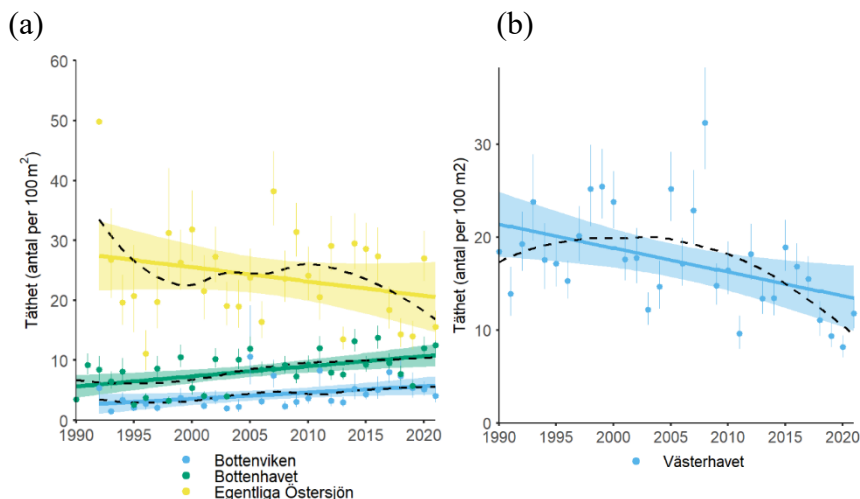 (a)
Täthet (antal per 100 m²)
60
50
40
30
20
10
0
1990 1995 2000 2005 2010 2015 2020
Bottenviken
Bottenhavet
Egentliga Östersjön
(b)
Täthet (antal per 100 m2)
30
20
10
0
1990 1995 2000 2005 2010 2015 2020
Västerhavet